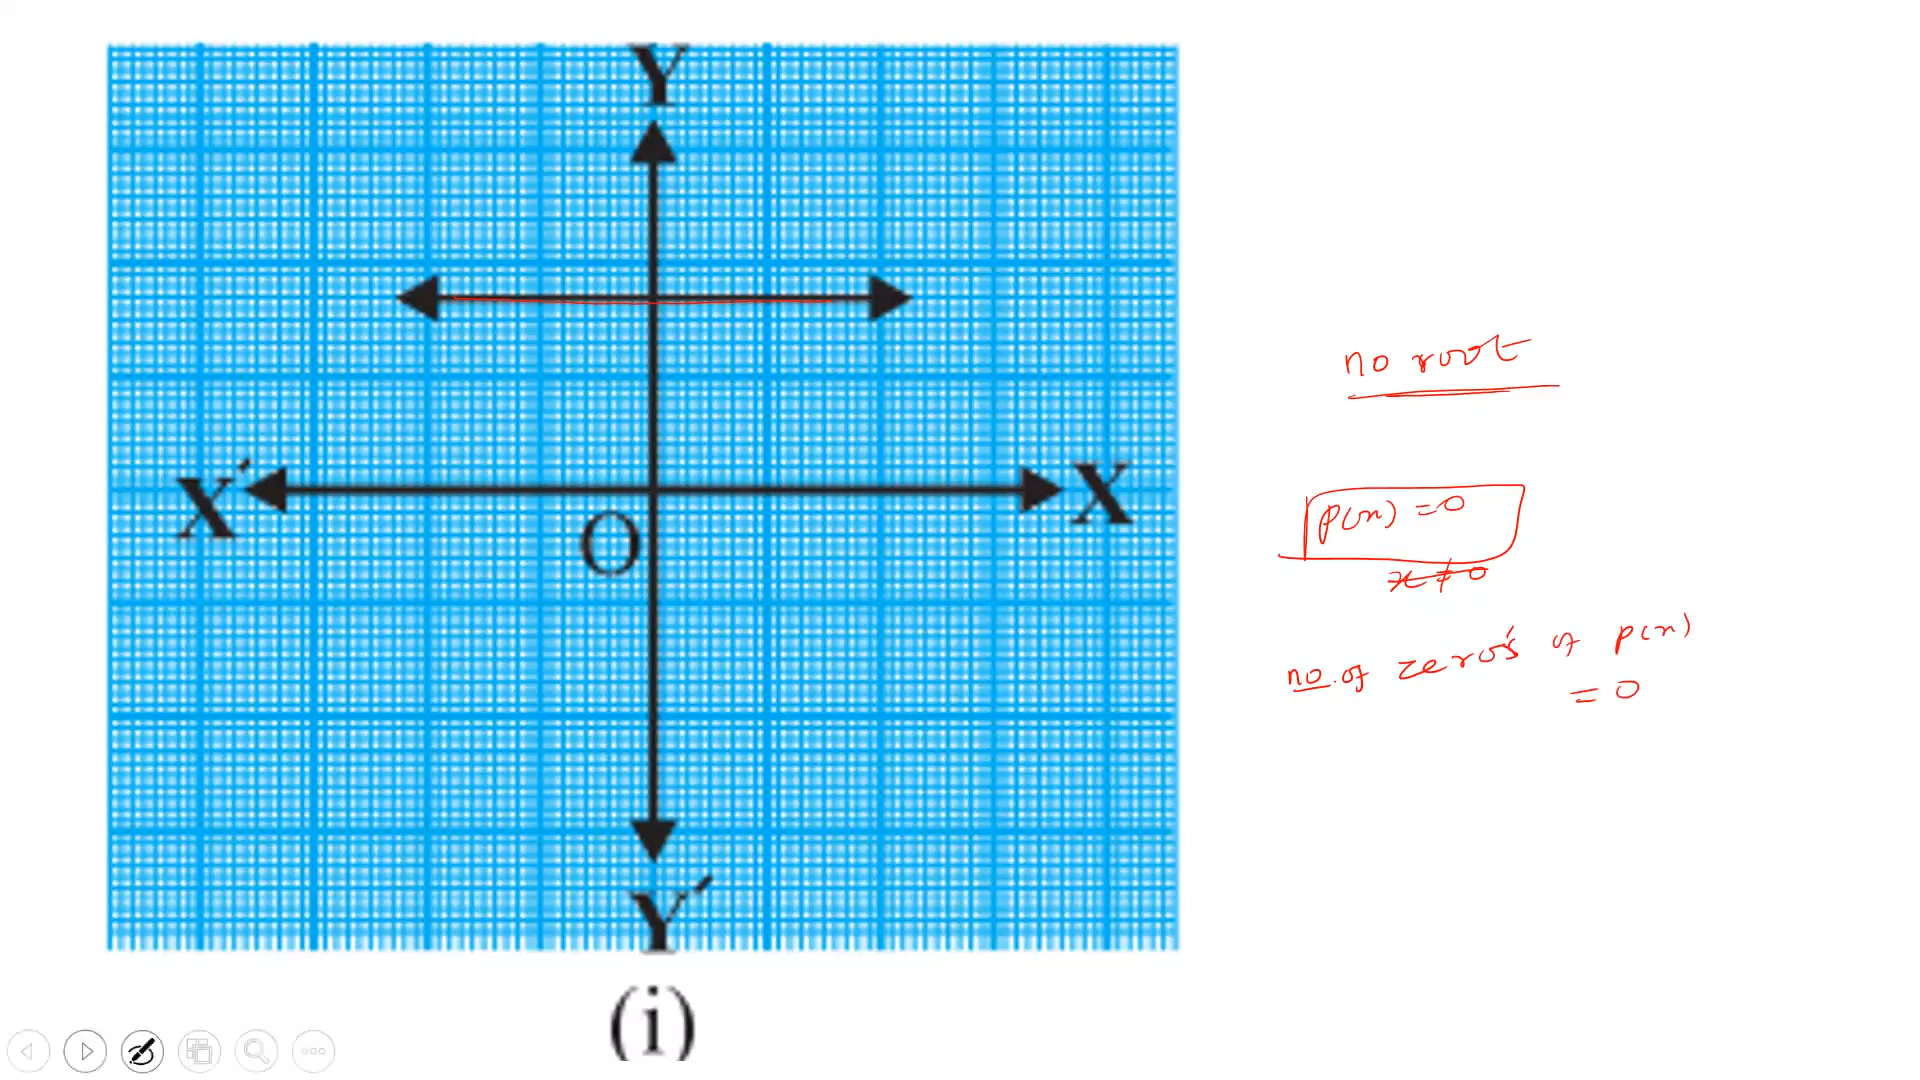 Y
X′
X
O
Y′
(i)
no root
p(x) = 0
x ≠ 0
no. of zero's of p(x)
= 0